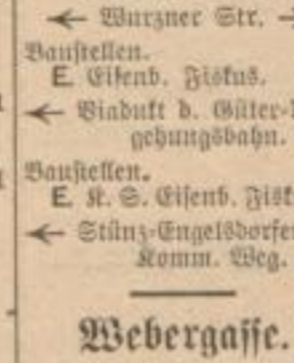 ← Wurzner Str. →
Baustellen.
E Eisenb. Fiskus.
← Viadukt d. Güter-
gehungsbahn.
Baustellen.
E K. S. Eisenb. Fisk
← Stünz-Engelsdorfer
Komm. Weg.
Webergasse.